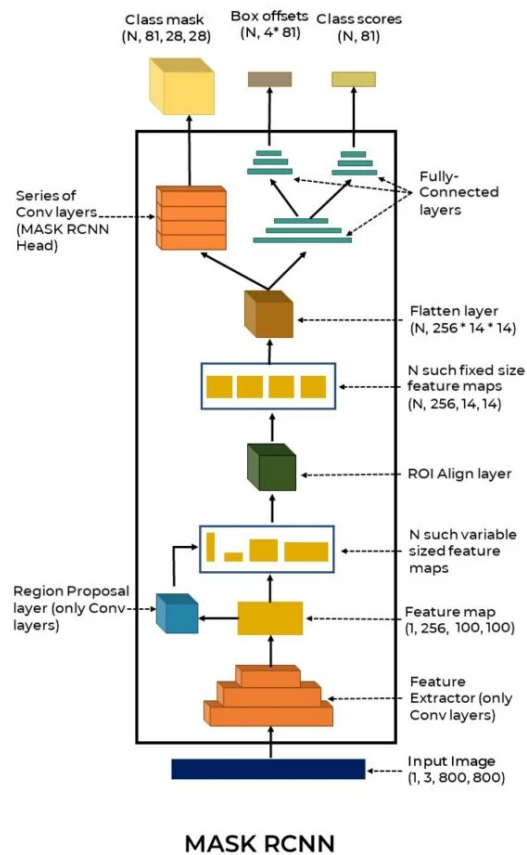 Class mask
(N, 81, 28, 28)
Box offsets
(N, 4* 81)
Class scores
(N, 81)
Series of
Conv layers
(MASK RCNN
Head)
Fully-
Connected
layers
Flatten layer
(N, 256 * 14 * 14)
N such fixed size
feature maps
(N, 256, 14, 14)
ROI Align layer
N such variable
sized feature
maps
Region Proposal
layer (only Conv
layers)
Feature map
(1, 256, 100, 100)
Feature
Extractor (only
Conv layers)
Input Image
(1, 3, 800, 800)
MASK RCNN